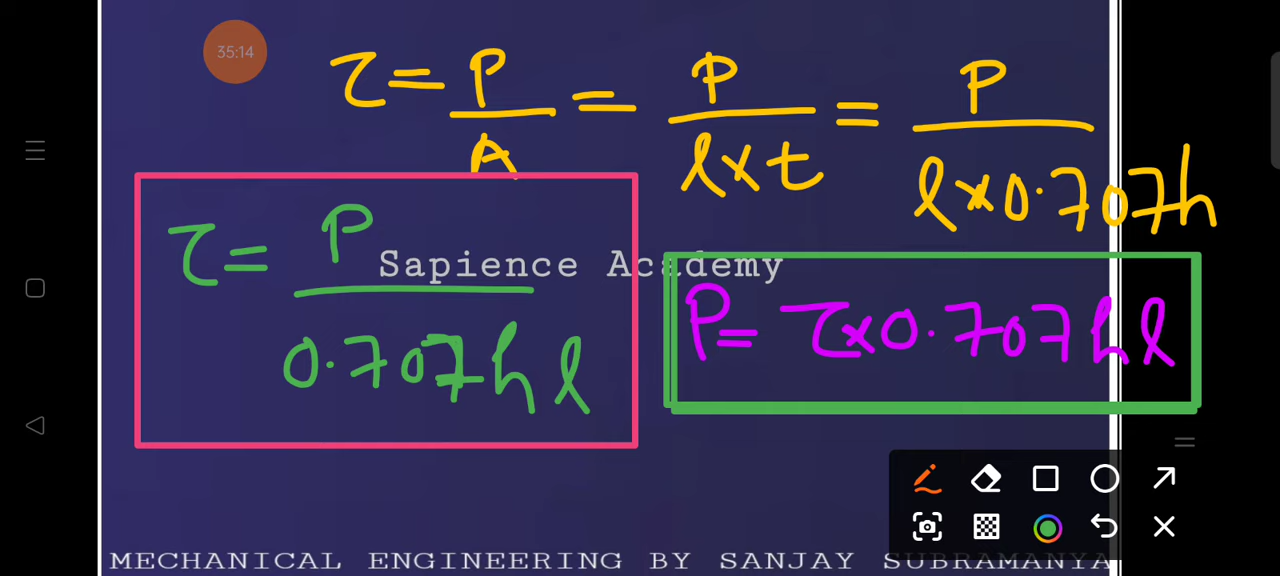 35:14
τ = P/A = P/(l×t) = P/(l×0.707h)
τ = P/(0.707hl)
Sapience Academy
P = τ×0.707hl
MECHANICAL ENGINEERING BY SANJAY SUBRAMANYA